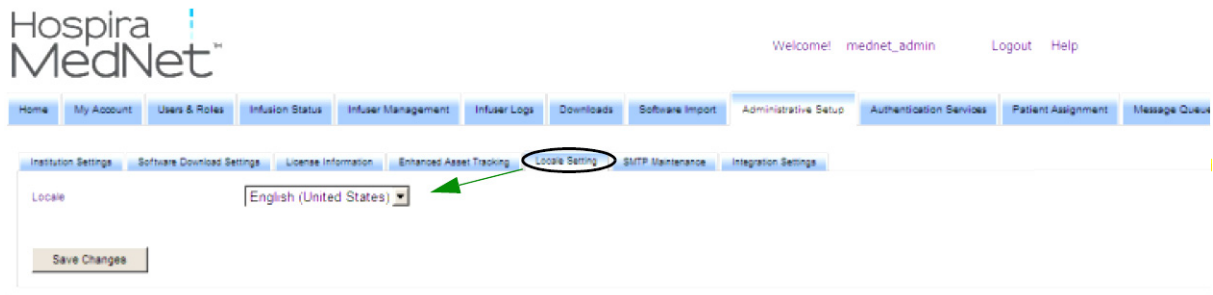 Hospira
MedNet™
Welcome! mednet_admin Logout Help
Home My Account Users & Roles Infusion Status Infuser Management Infuser Logs Downloads Software Import Administrative Setup Authentication Services Patient Assignment Message Queue
Institution Settings Software Download Settings License Information Enhanced Asset Tracking Locale Setting SMTP Maintenance Integration Settings
Locale English (United States)
Save Changes